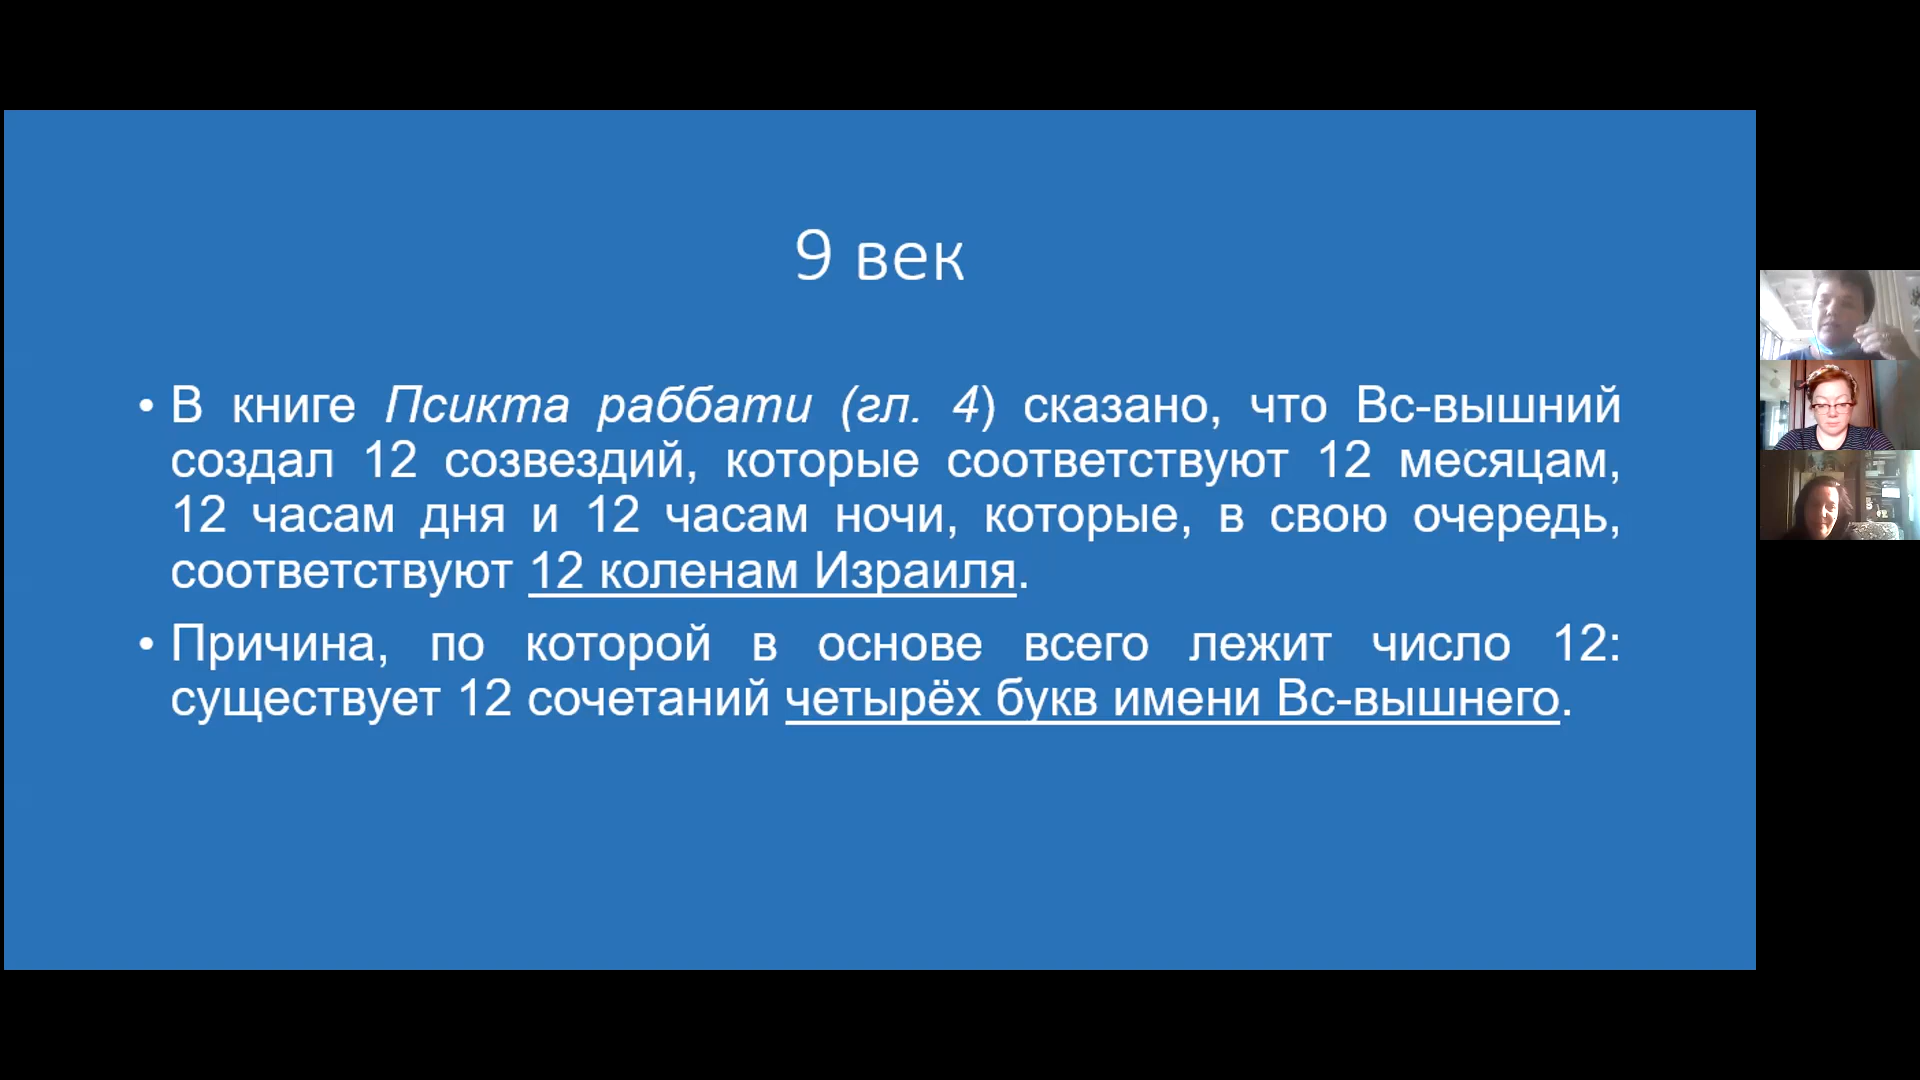 9 век
• В книге Псикта раббати (гл. 4) сказано, что Вс-вышний
создал 12 созвездий, которые соответствуют 12 месяцам,
12 часам дня и 12 часам ночи, которые, в свою очередь,
соответствуют 12 коленам Израиля.
• Причина, по которой в основе всего лежит число 12:
существует 12 сочетаний четырёх букв имени Вс-вышнего.